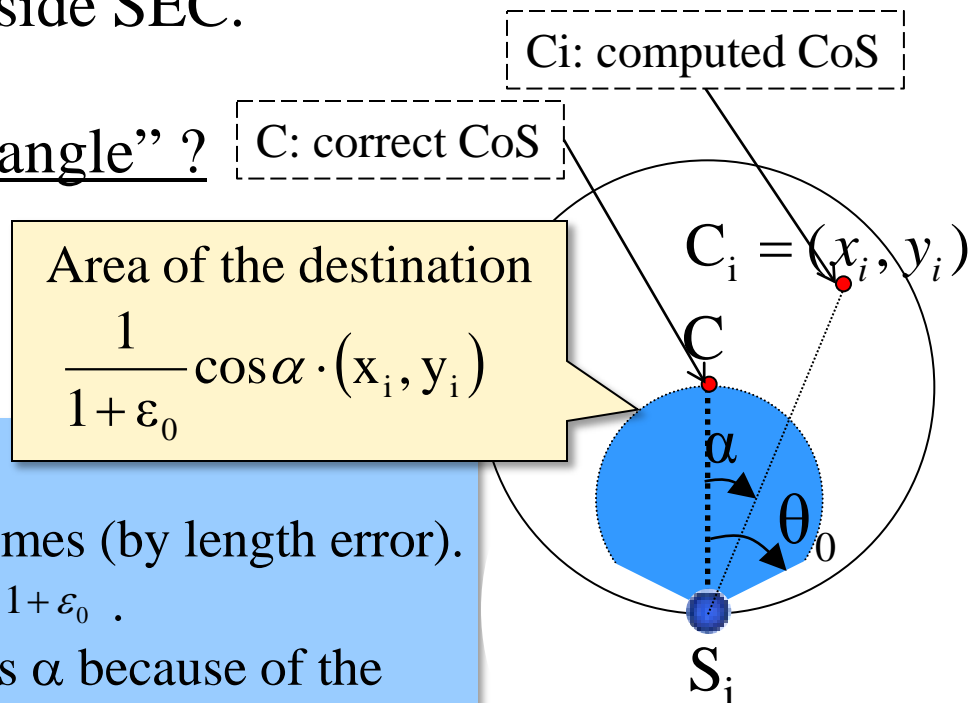 side SEC.
Ci: computed CoS
angle” ?
C: correct CoS
Cᵢ = (xᵢ, yᵢ)
Area of the destination
1/(1+ε₀) cosα·(xᵢ, yᵢ)
C
α
θ₀
mes (by length error).
1+ε₀ .
s α because of the
Sᵢ